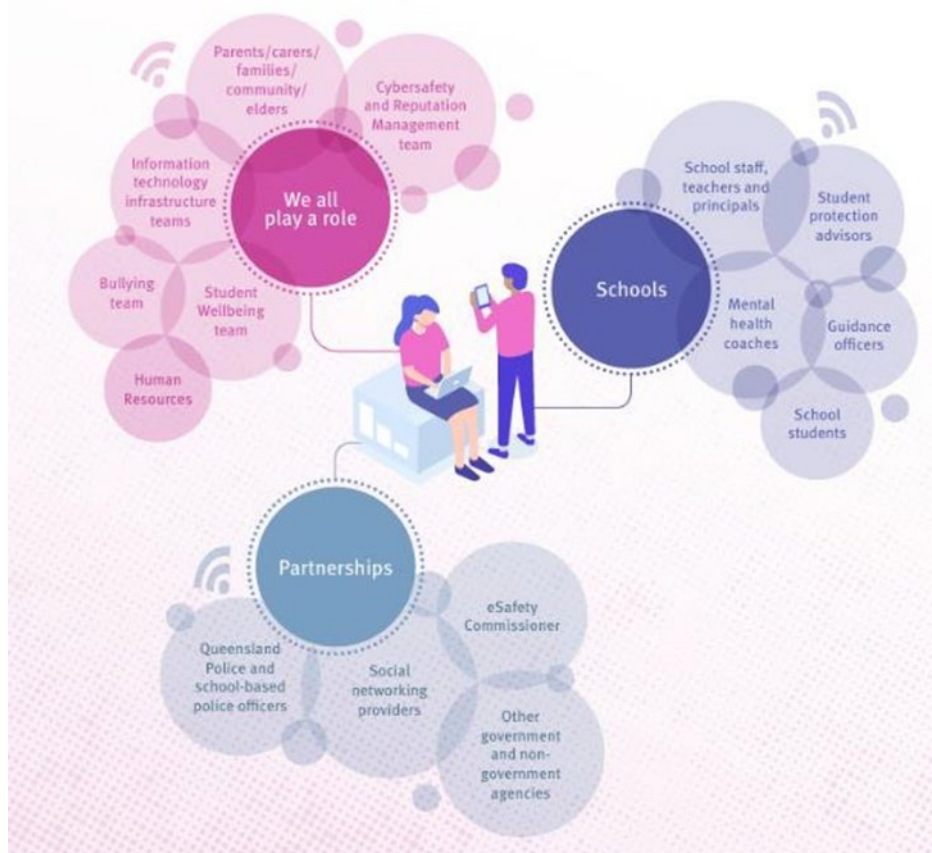 Parents/carers/
families/
community/
elders
Cybersafety
and Reputation
Management
team
Information
technology
infrastructure
teams
We all
play a role
Bullying
team
Student
Wellbeing
team
Human
Resources
School staff,
teachers and
principals
Student
protection
advisors
Schools
Mental
health
coaches
Guidance
officers
School
students
Partnerships
Queensland
Police and
school-based
police officers
Social
networking
providers
eSafety
Commissioner
Other
government
and non-
government
agencies